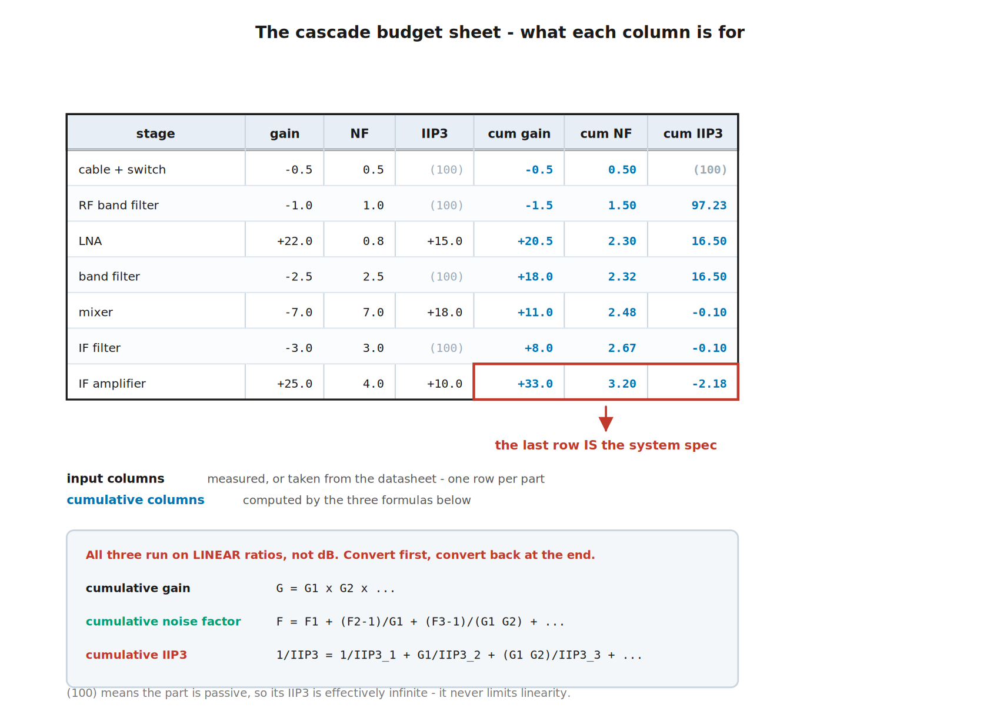 The cascade budget sheet - what each column is for
stage gain NF IIP3 cum gain cum NF cum IIP3
cable + switch -0.5 0.5 (100) -0.5 0.50 (100)
RF band filter -1.0 1.0 (100) -1.5 1.50 97.23
LNA +22.0 0.8 +15.0 +20.5 2.30 16.50
band filter -2.5 2.5 (100) +18.0 2.32 16.50
mixer -7.0 7.0 +18.0 +11.0 2.48 -0.10
IF filter -3.0 3.0 (100) +8.0 2.67 -0.10
IF amplifier +25.0 4.0 +10.0 +33.0 3.20 -2.18
the last row IS the system spec
input columns measured, or taken from the datasheet - one row per part
cumulative columns computed by the three formulas below
All three run on LINEAR ratios, not dB. Convert first, convert back at the end.
cumulative gain G = G1 x G2 x ...
cumulative noise factor F = F1 + (F2-1)/G1 + (F3-1)/(G1 G2) + ...
cumulative IIP3 1/IIP3 = 1/IIP3_1 + G1/IIP3_2 + (G1 G2)/IIP3_3 + ...
(100) means the part is passive, so its IIP3 is effectively infinite - it never limits linearity.